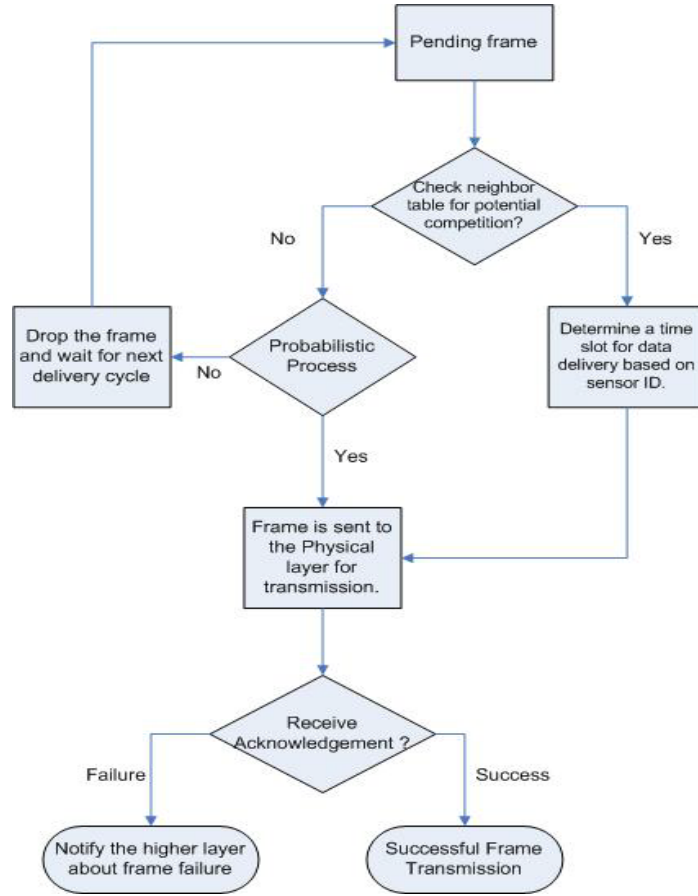 Pending frame
Check neighbor
table for potential
competition?
No
Yes
Drop the frame
and wait for next
delivery cycle
No
Probabilistic
Process
Determine a time
slot for data
delivery based on
sensor ID.
Yes
Frame is sent to
the Physical
layer for
transmission.
Receive
Acknowledgement ?
Failure
Success
Notify the higher layer
about frame failure
Successful Frame
Transmission